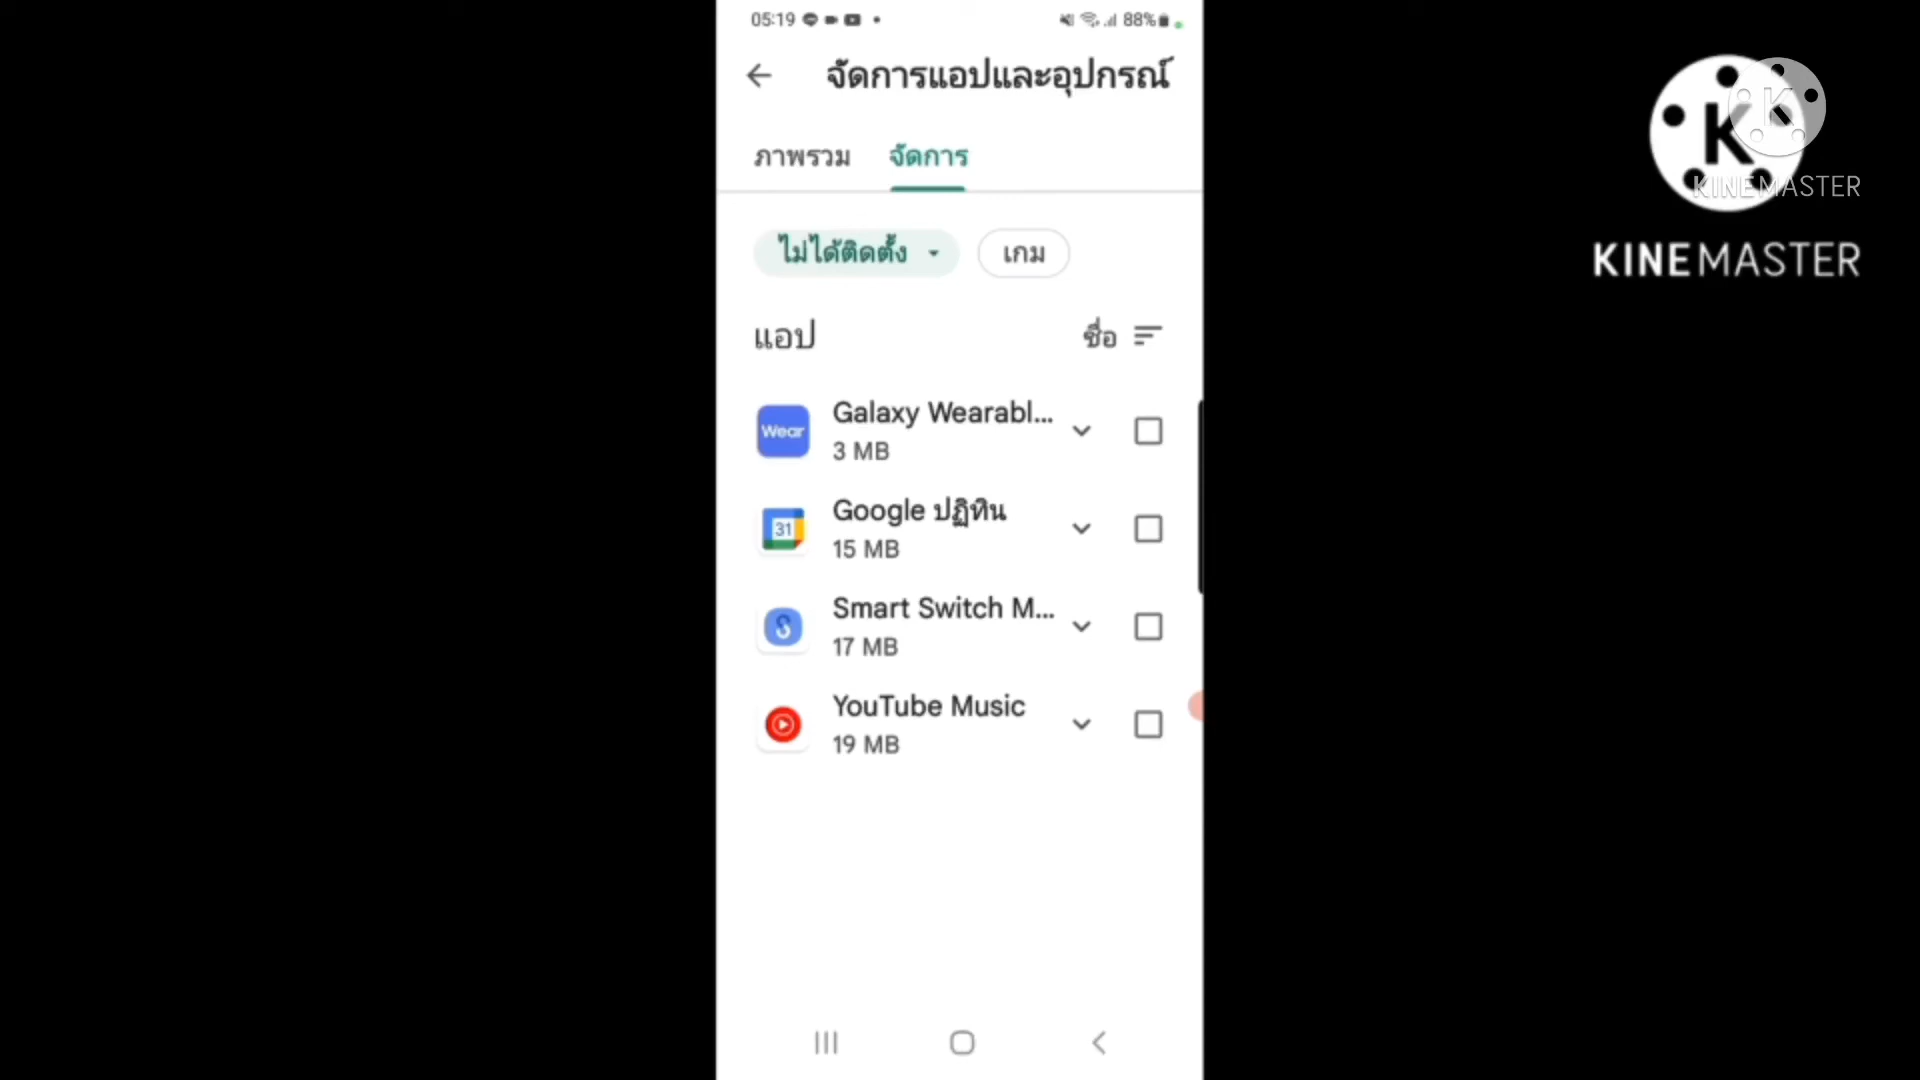 05:19
88%
จัดการแอปและอุปกรณ์
ภาพรวม จัดการ
ไม่ได้ติดตั้ง เกม
แอป ชื่อ
Wear
Galaxy Wearabl...
3 MB
31
Google ปฏิทิน
15 MB
Smart Switch M...
17 MB
YouTube Music
19 MB
K
K
KINEMASTER
KINEMASTER